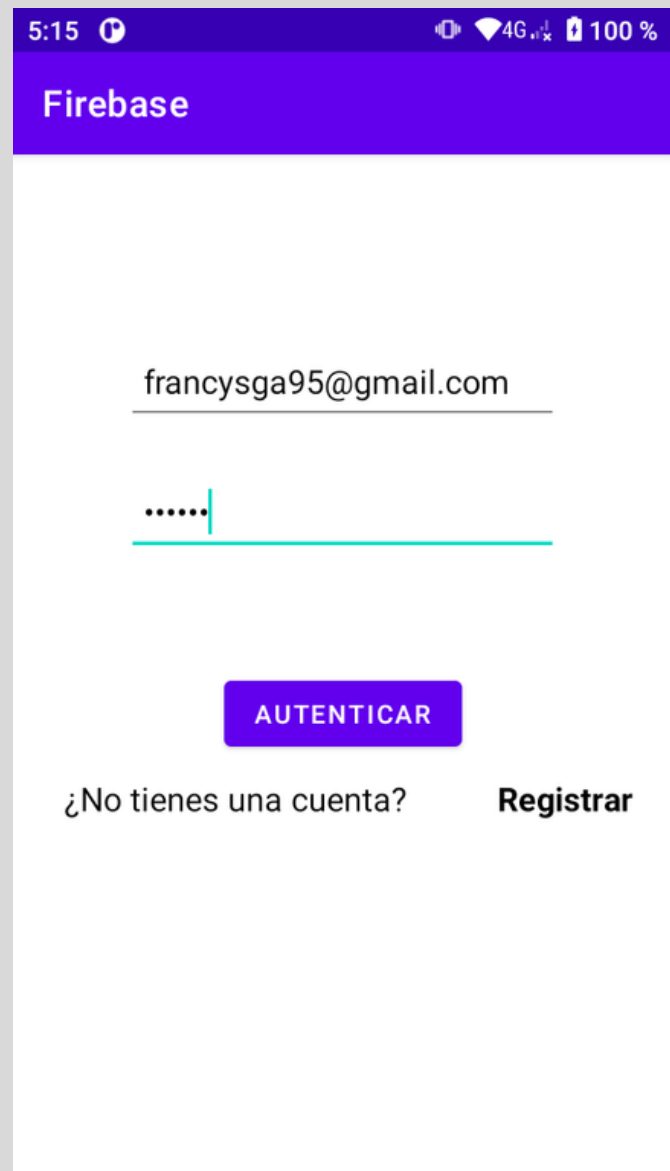 5:15 4G 100 %
Firebase
francysga95@gmail.com
••••••
AUTENTICAR
¿No tienes una cuenta? Registrar